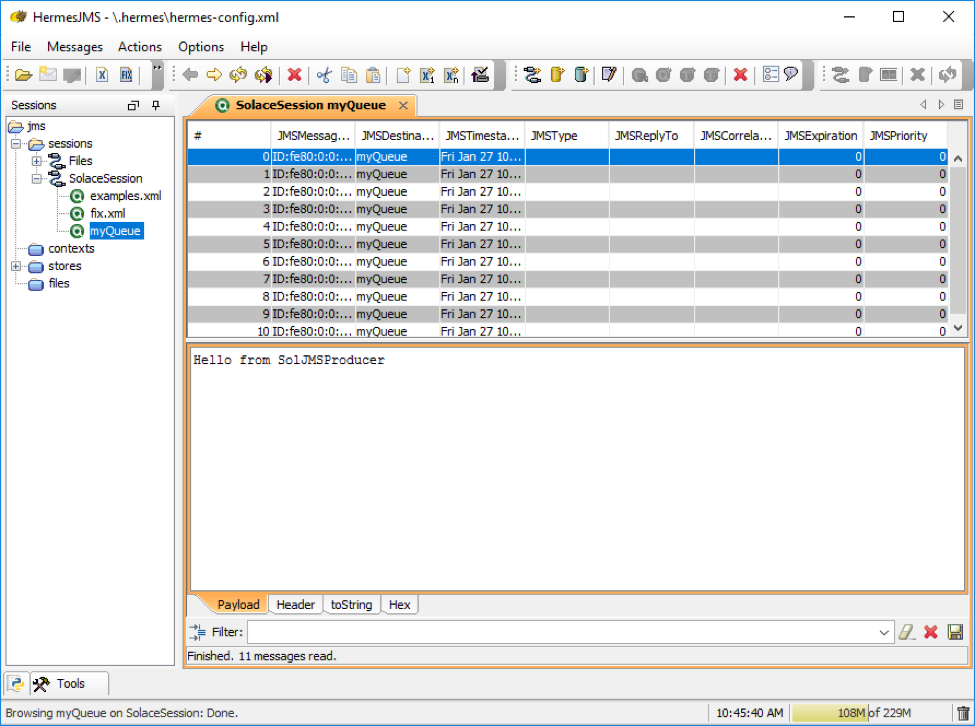 HermesJMS - \.hermes\hermes-config.xml
File Messages Actions Options Help
Sessions
jms
sessions
Files
SolaceSession
examples.xml
fix.xml
myQueue
contexts
stores
files
SolaceSession myQueue
# JMSMessag... JMSDestina... JMSTimesta... JMSType JMSReplyTo JMSCorrela... JMSExpiration JMSPriority
0 ID:fe80:0:0:... myQueue Fri Jan 27 10... 0 0
1 ID:fe80:0:0:... myQueue Fri Jan 27 10... 0 0
2 ID:fe80:0:0:... myQueue Fri Jan 27 10... 0 0
3 ID:fe80:0:0:... myQueue Fri Jan 27 10... 0 0
4 ID:fe80:0:0:... myQueue Fri Jan 27 10... 0 0
5 ID:fe80:0:0:... myQueue Fri Jan 27 10... 0 0
6 ID:fe80:0:0:... myQueue Fri Jan 27 10... 0 0
7 ID:fe80:0:0:... myQueue Fri Jan 27 10... 0 0
8 ID:fe80:0:0:... myQueue Fri Jan 27 10... 0 0
9 ID:fe80:0:0:... myQueue Fri Jan 27 10... 0 0
10 ID:fe80:0:0:... myQueue Fri Jan 27 10... 0 0
Hello from SolJMSProducer
Payload Header toString Hex
Filter:
Finished. 11 messages read.
Tools
Browsing myQueue on SolaceSession: Done. 10:45:40 AM 108M of 229M